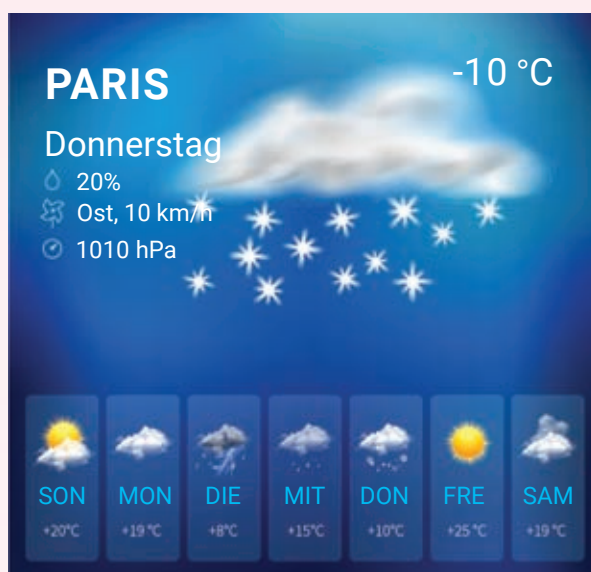 PARIS
-10 °C
Donnerstag
20%
Ost, 10 km/h
1010 hPa
SON MON DIE MIT DON FRE SAM
+20°C +19 °C +8°C +15°C +10°C +25 °C +19 °C